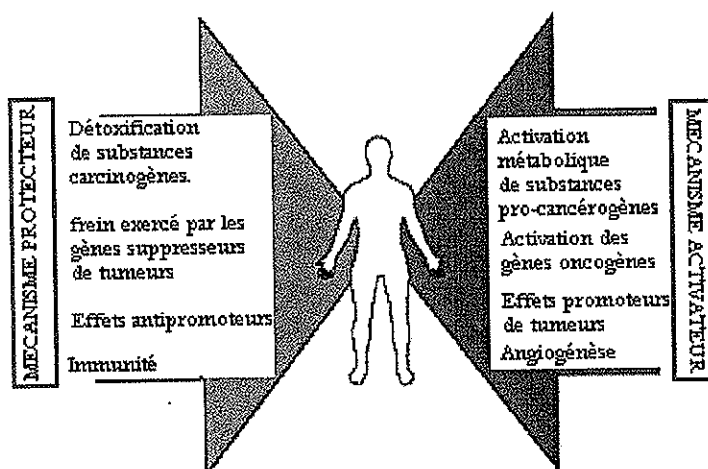 MECANISME PROTECTEUR
Détoxification
de substances
carcinogènes.
frein exercé par les
gènes suppresseurs
de tumeurs
Effets antipromoteurs
Immunité
Activation
métabolique
de substances
pro-cancérogènes
Activation des
gènes oncogènes
Effets promoteurs
de tumeurs
Angiogénèse
MECANISME ACTIVATEUR